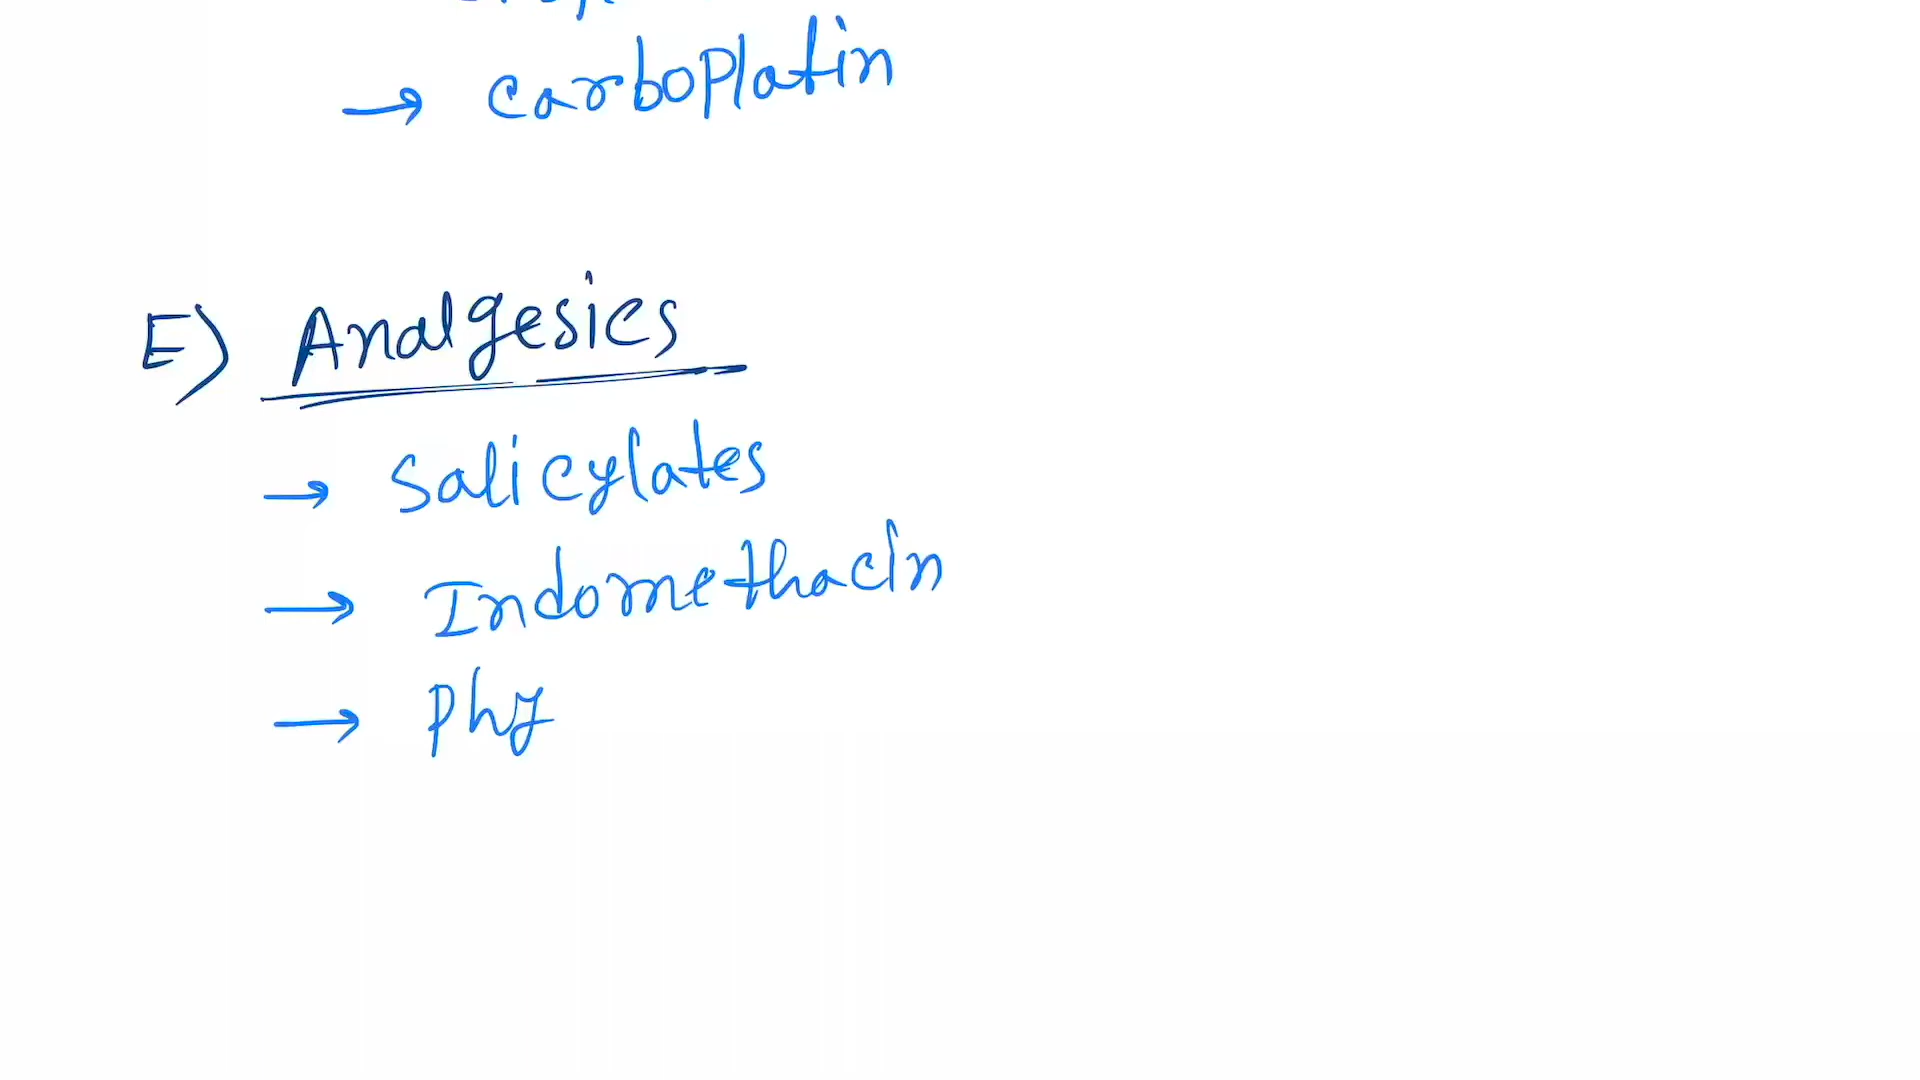 → carboplatin
E) Analgesics
→ Salicylates
→ Indomethacin
→ Phy